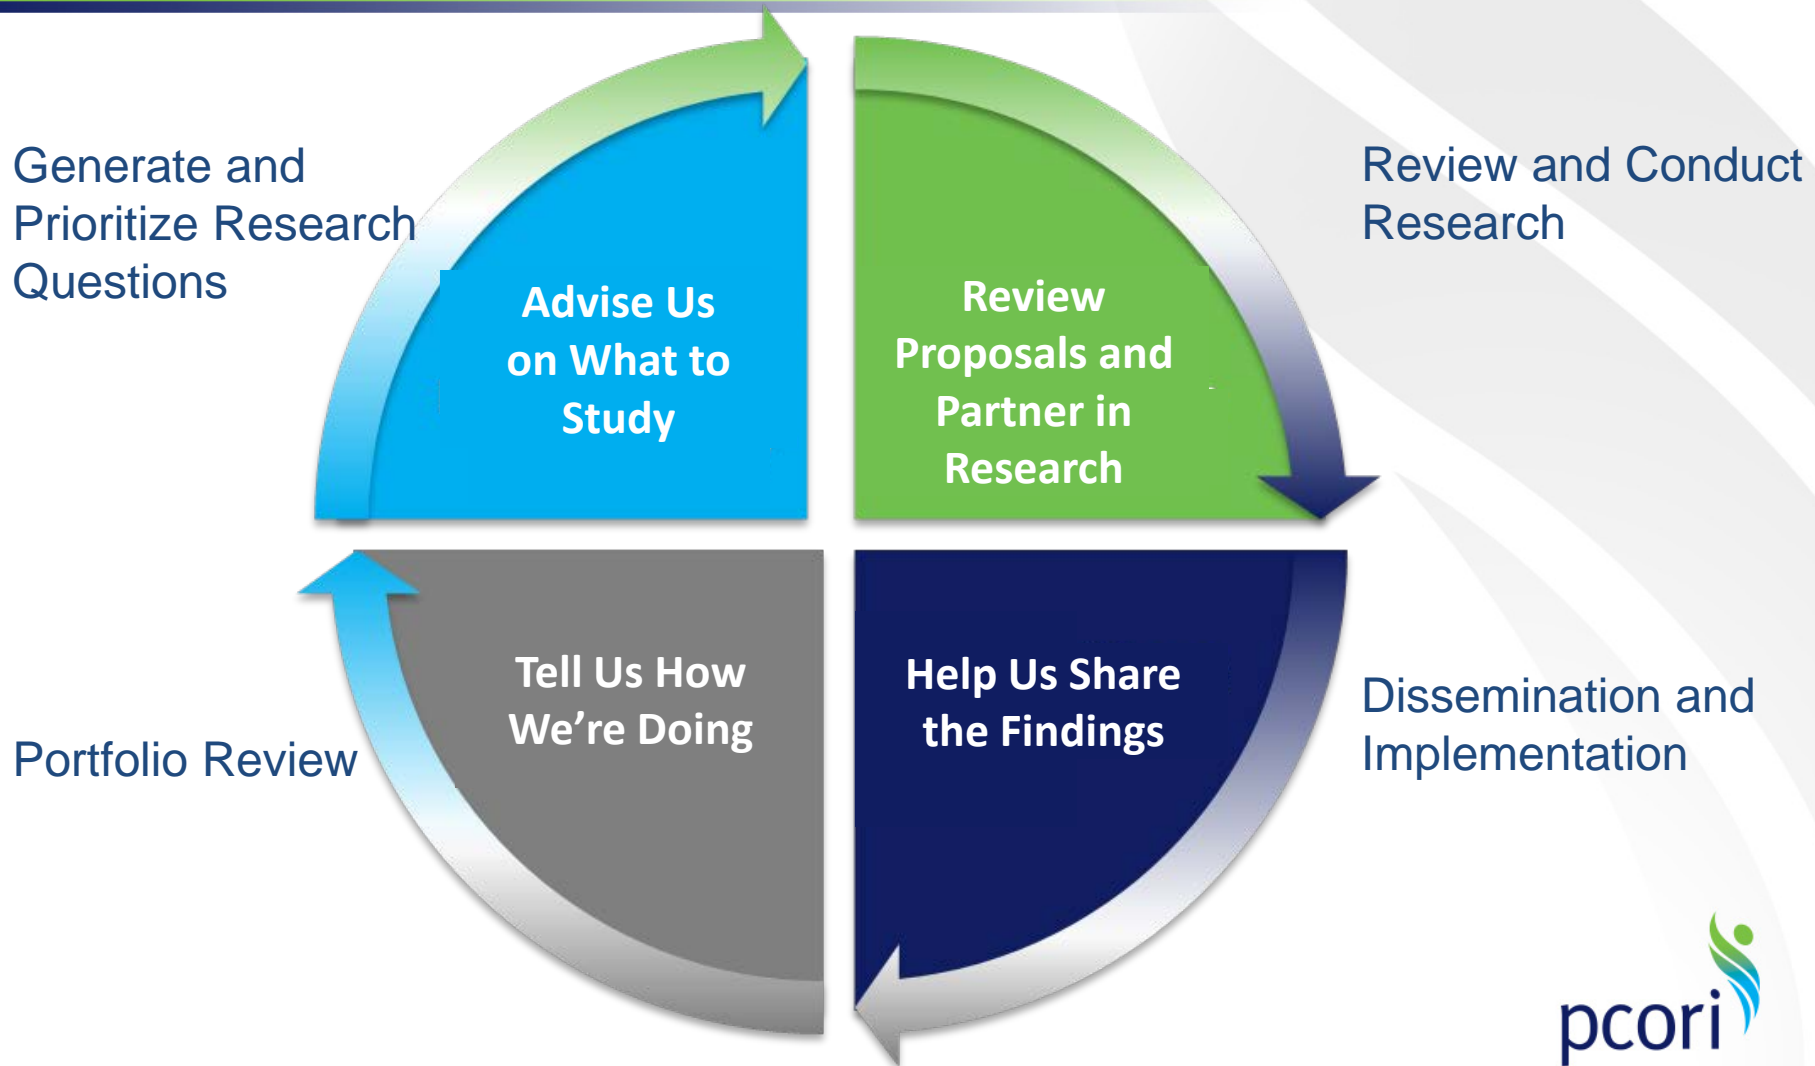 Generate and
Prioritize Research
Questions
Advise Us
on What to
Study
Review
Proposals and
Partner in
Research
Review and Conduct
Research
Portfolio Review
Tell Us How
We’re Doing
Help Us Share
the Findings
Dissemination and
Implementation
pcori